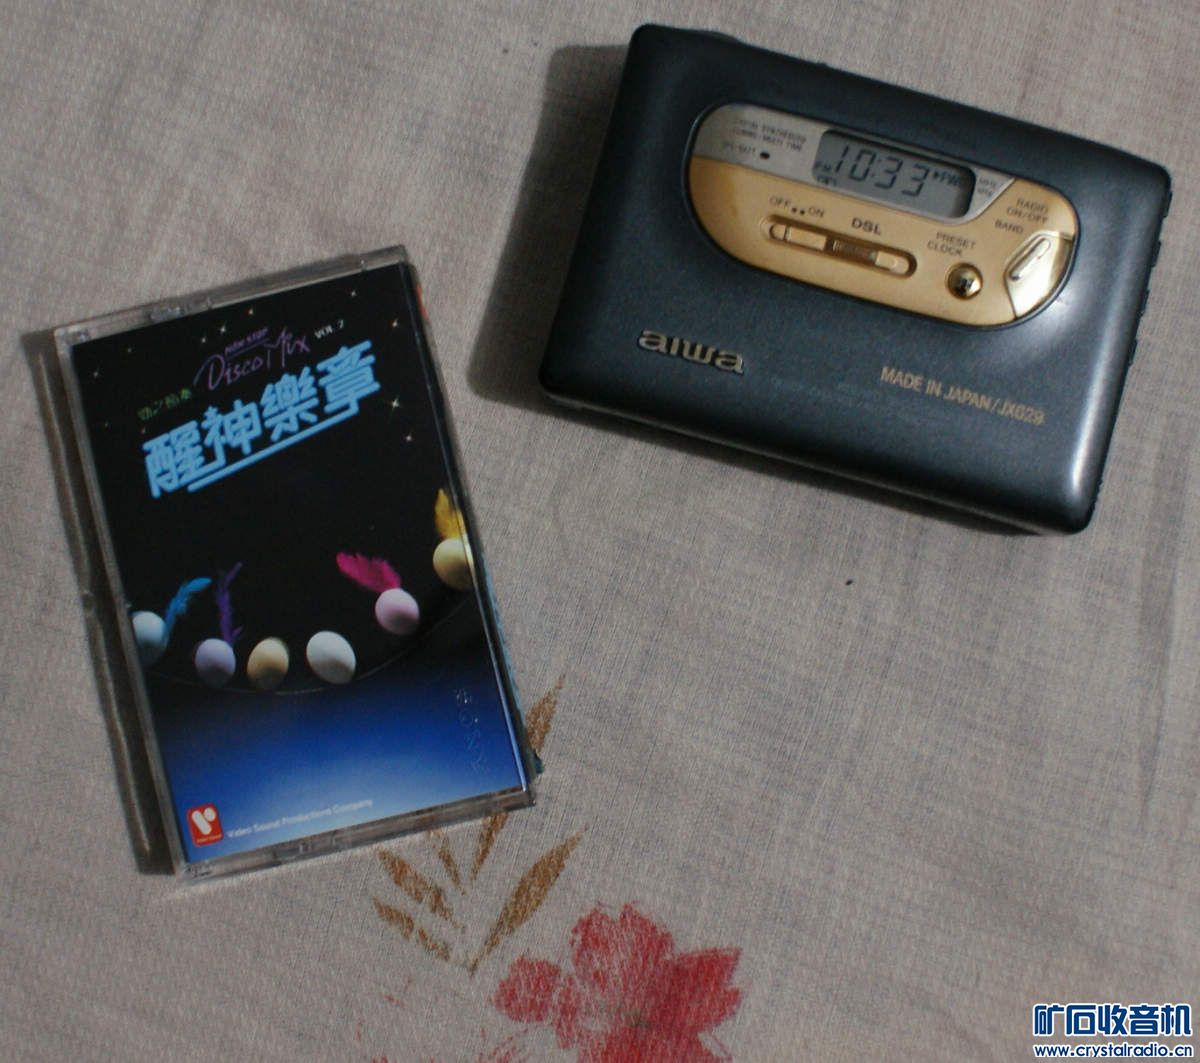 Disco Mix VOL. 2
醒神樂章
SONY
Video Sound Productions Company
10:33
OFF ON
DSL
PRESET
CLOCK
RADIO
ON/OFF
BAND
aiwa
MADE IN JAPAN/JX629
矿石收音机
www.crystalradio.cn